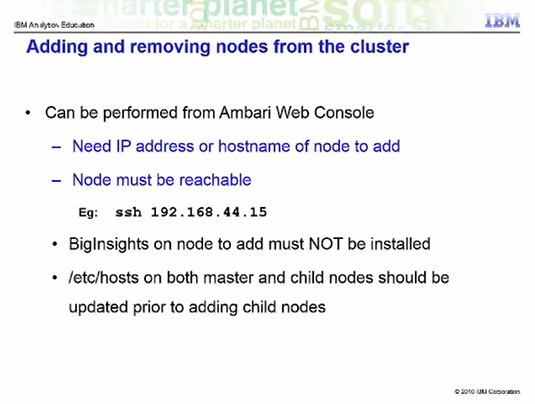 IBM Analytics Education
IBM
Adding and removing nodes from the cluster
• Can be performed from Ambari Web Console
– Need IP address or hostname of node to add
– Node must be reachable
Eg: ssh 192.168.44.15
• BigInsights on node to add must NOT be installed
• /etc/hosts on both master and child nodes should be
updated prior to adding child nodes
© 2016 IBM Corporation